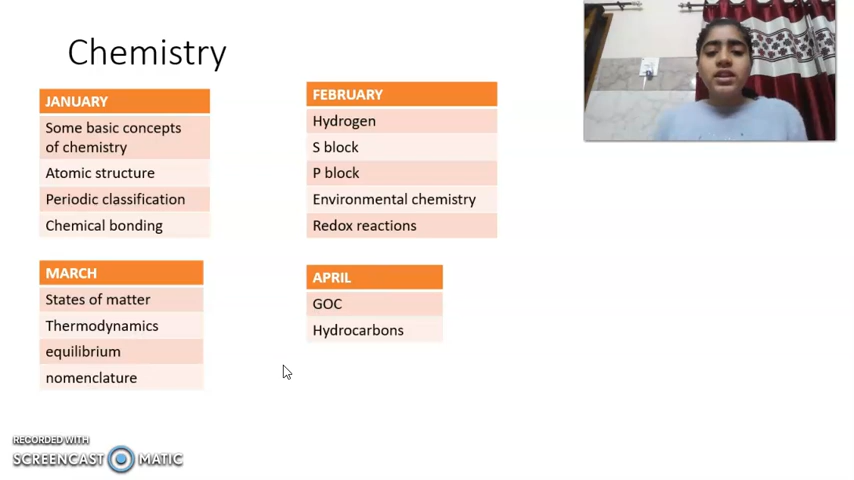 Chemistry
JANUARY
Some basic concepts
of chemistry
Atomic structure
Periodic classification
Chemical bonding
FEBRUARY
Hydrogen
S block
P block
Environmental chemistry
Redox reactions
MARCH
States of matter
Thermodynamics
equilibrium
nomenclature
APRIL
GOC
Hydrocarbons
RECORDED WITH
SCREENCAST MATIC